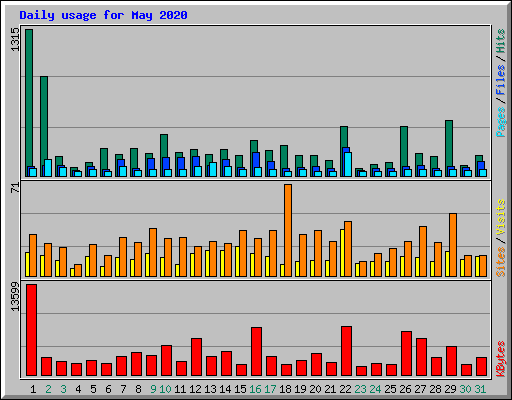 Daily usage for May 2020
1315
Pages / Files / Hits
71
Sites / Visits
13599
KBytes
1 2 3 4 5 6 7 8 9 10 11 12 13 14 15 16 17 18 19 20 21 22 23 24 25 26 27 28 29 30 31